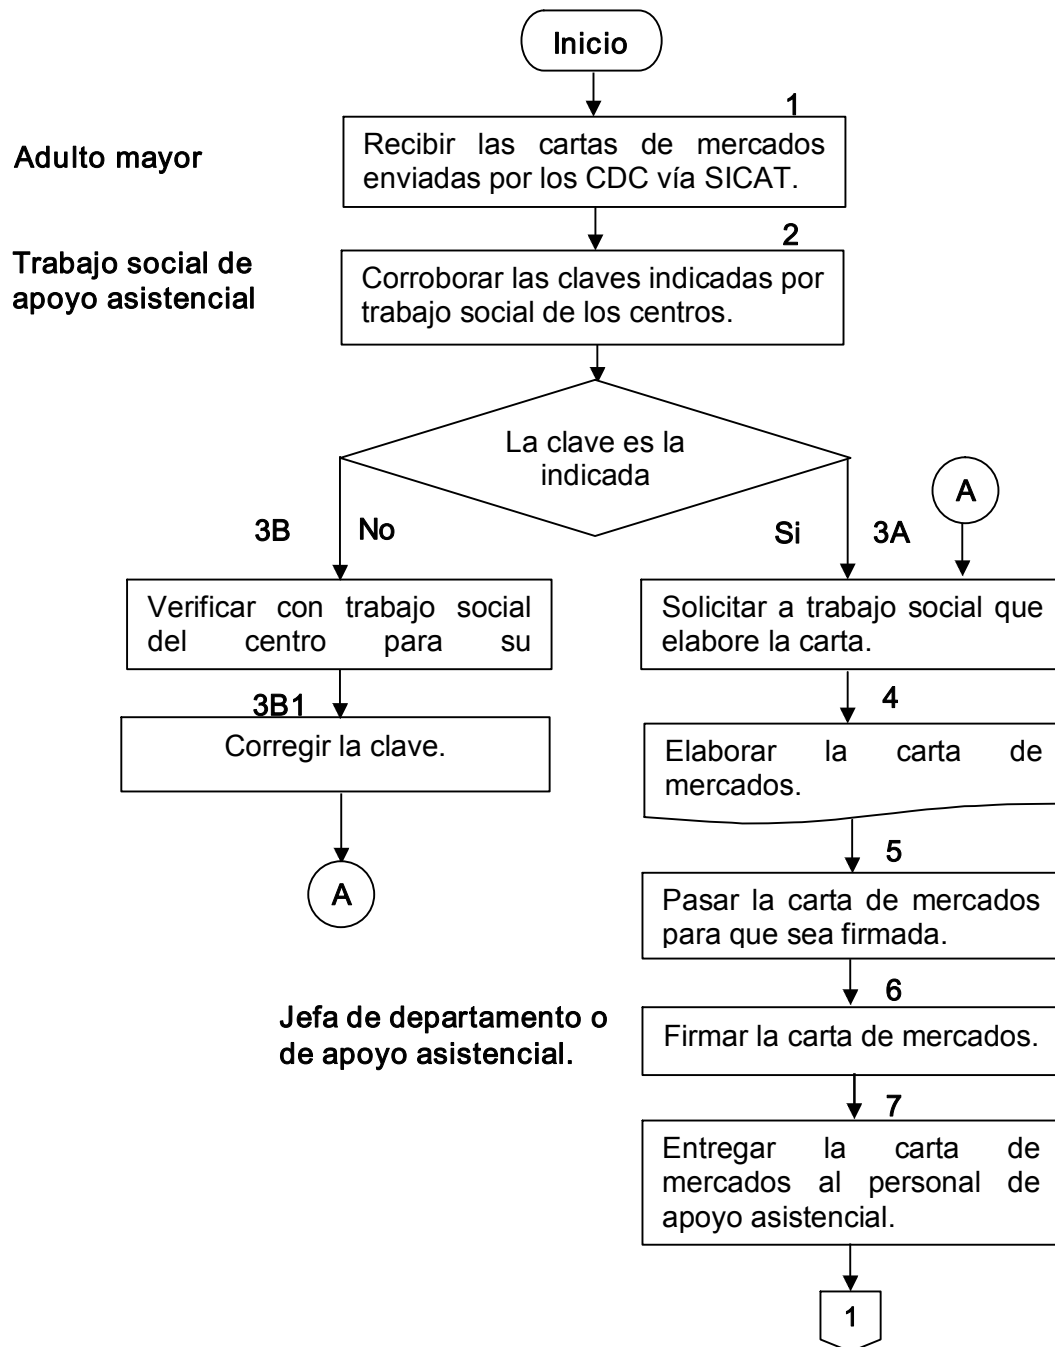 Inicio
1
Adulto mayor
Recibir las cartas de mercados
enviadas por los CDC vía SICAT.
2
Trabajo social de
apoyo asistencial
Corroborar las claves indicadas por
trabajo social de los centros.
La clave es la
indicada
A
3B
No
Si
3A
Verificar con trabajo social
del centro para su
Solicitar a trabajo social que
elabore la carta.
3B1
4
Corregir la clave.
Elaborar la carta de
mercados.
5
A
Pasar la carta de mercados
para que sea firmada.
6
Jefa de departamento o
de apoyo asistencial.
Firmar la carta de mercados.
7
Entregar la carta de
mercados al personal de
apoyo asistencial.
1